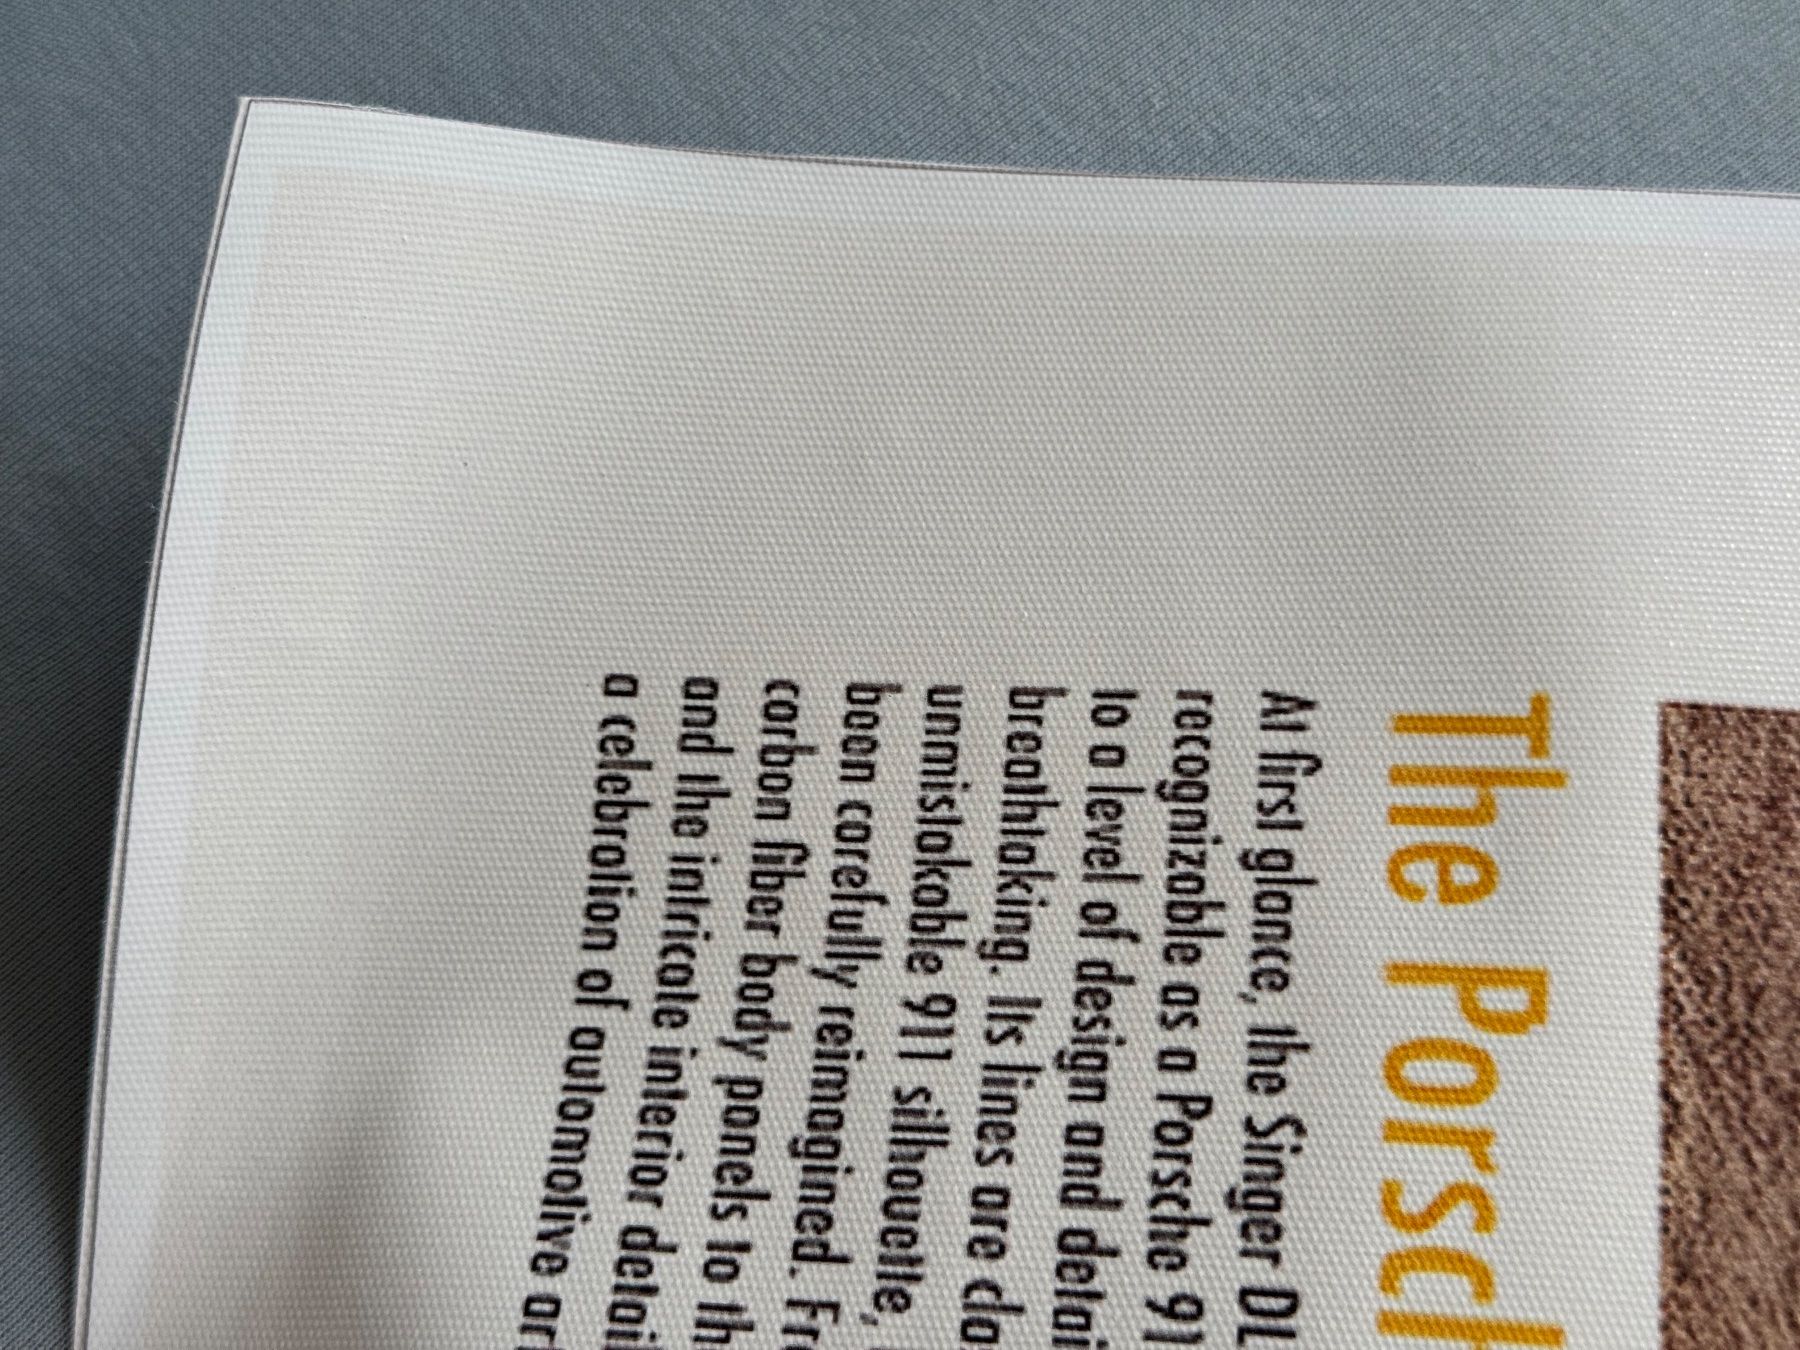 The Porsch
At first glance, the Singer DL
recognizable as a Porsche 91
to a level of design and detai
breathtaking. Its lines are cla
unmistakable 911 silhouette,
been carefully reimagined. Fr
carbon fiber body panels to th
and the intricate interior detai
a celebration of automotive ar